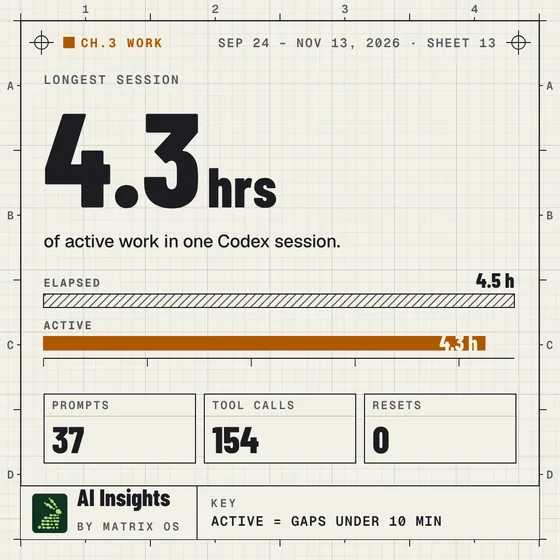 1 2 3 4
CH.3 WORK SEP 24 – NOV 13, 2026 · SHEET 13
A A
LONGEST SESSION
4.3 hrs
B B
of active work in one Codex session.
ELAPSED 4.5 h
ACTIVE
C 4.3 h C
PROMPTS TOOL CALLS RESETS
37 154 0
D D
AI Insights
BY MATRIX OS
KEY
ACTIVE = GAPS UNDER 10 MIN